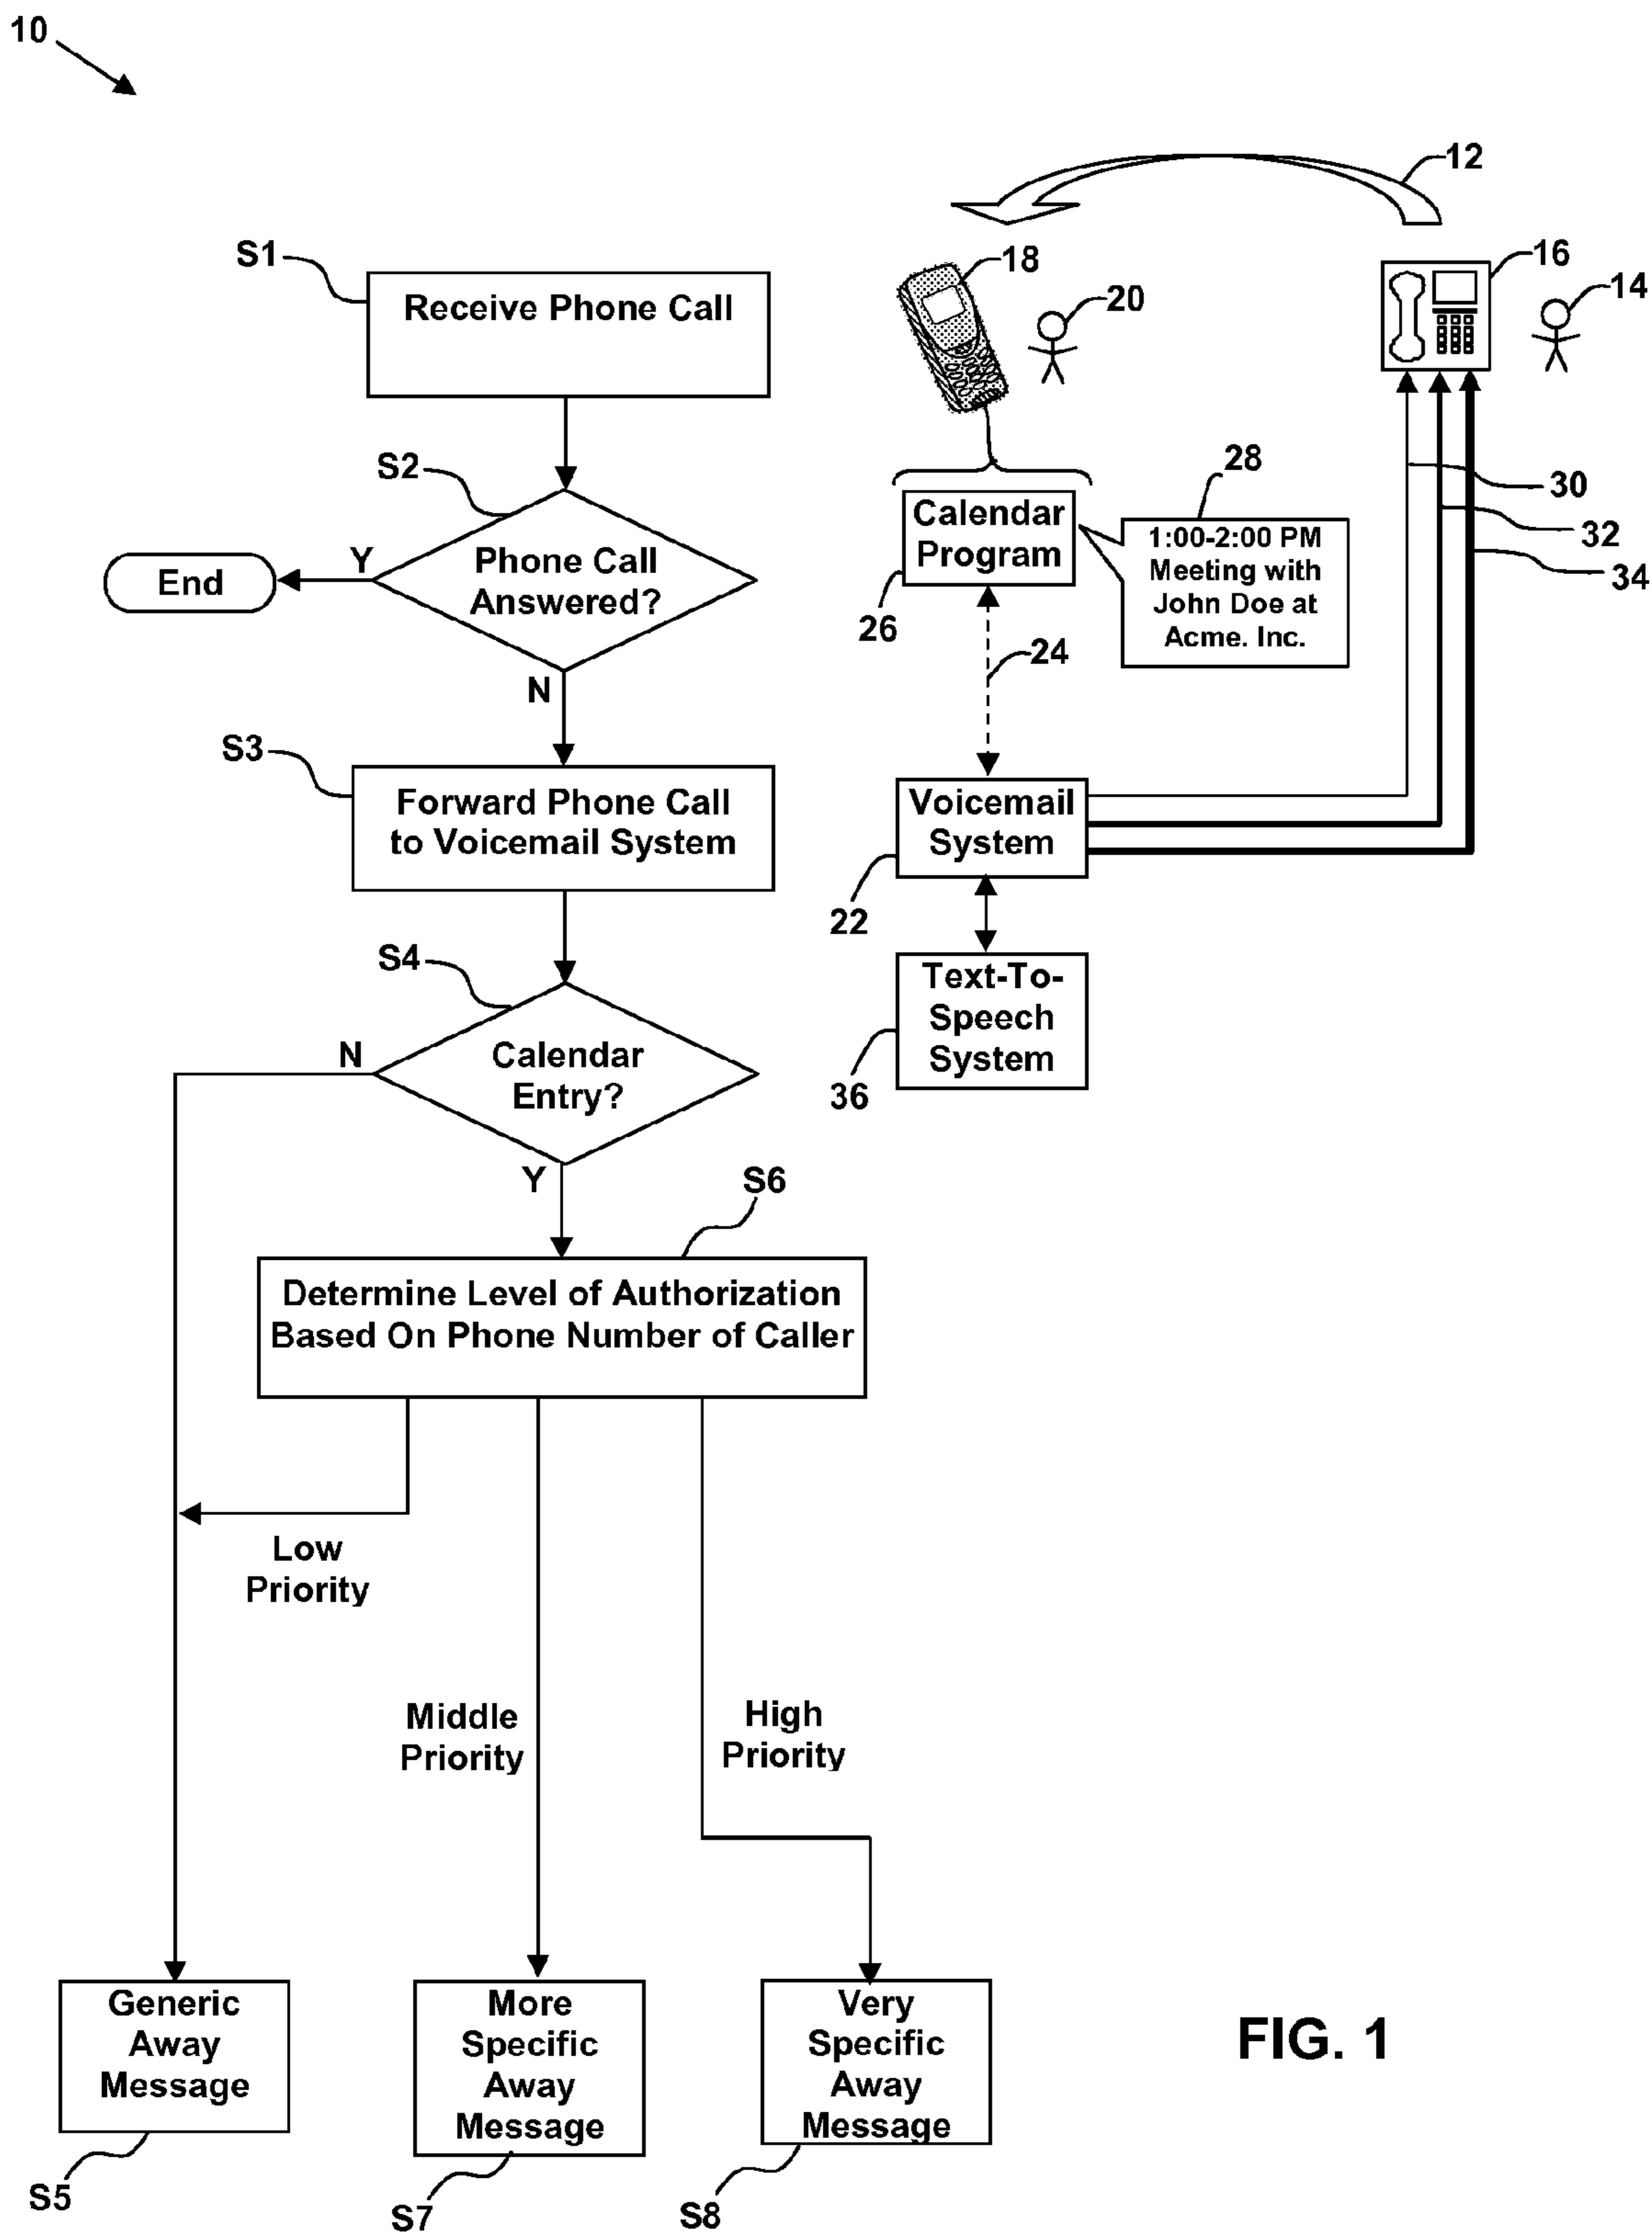 10
12
S1
18
16
14
20
Receive Phone Call
S2
28
30
Calendar
Program
1:00-2:00 PM
Meeting with
John Doe at
Acme. Inc.
32
34
Y
End
Phone Call
Answered?
26
24
N
S3
Forward Phone Call
to Voicemail System
Voicemail
System
22
S4
Text-To-
Speech
System
36
N
Calendar
Entry?
Y
S6
Determine Level of Authorization
Based On Phone Number of Caller
Low
Priority
Middle
Priority
High
Priority
Generic
Away
Message
More
Specific
Away
Message
Very
Specific
Away
Message
FIG. 1
S5
S7
S8